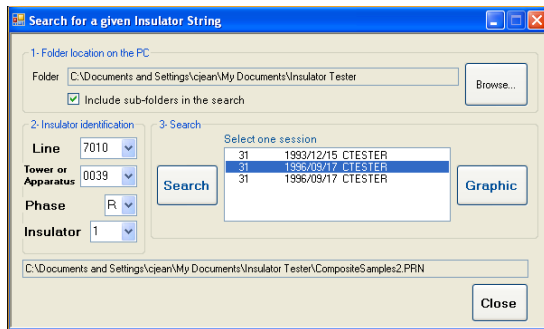 Search for a given Insulator String
1- Folder location on the PC
Folder C:\Documents and Settings\cjean\My Documents\Insulator Tester
Browse...
Include sub-folders in the search
2- Insulator identification
Line 7010
Tower or
Apparatus 0039
Phase R
Insulator 1
3- Search
Select one session
Search
31 1993/12/15 CTESTER
31 1996/09/17 CTESTER
31 1996/09/17 CTESTER
Graphic
C:\Documents and Settings\cjean\My Documents\Insulator Tester\CompositeSamples2.PRN
Close